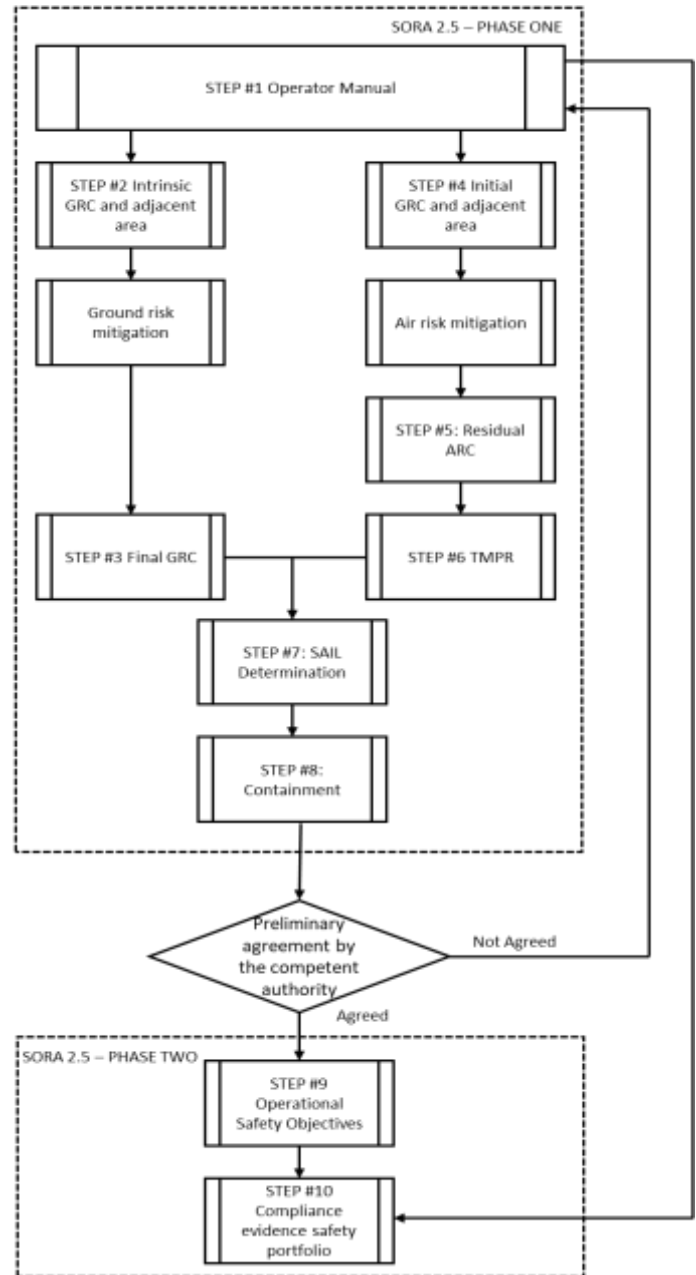 SORA 2.5 – PHASE ONE
STEP #1 Operator Manual
STEP #2 Intrinsic
GRC and adjacent
area
STEP #4 Initial
GRC and adjacent
area
Ground risk
mitigation
Air risk mitigation
STEP #5: Residual
ARC
STEP #3 Final GRC
STEP #6 TMPR
STEP #7: SAIL
Determination
STEP #8:
Containment
Preliminary
agreement by
the competent
authority
Not Agreed
Agreed
SORA 2.5 – PHASE TWO
STEP #9
Operational
Safety Objectives
STEP #10
Compliance
evidence safety
portfolio